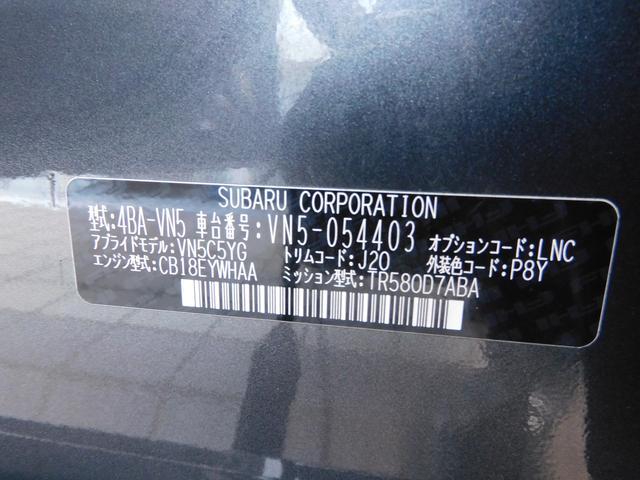 SUBARU CORPORATION
型式:4BA-VN5 車台番号:VN5-054403 オプションコード:LNC
アプライドモデル:VN5C5YG トリムコード:J20 外装色コード:P8Y
エンジン型式:CB18EYWHAA ミッション型式:TR580D7ABA